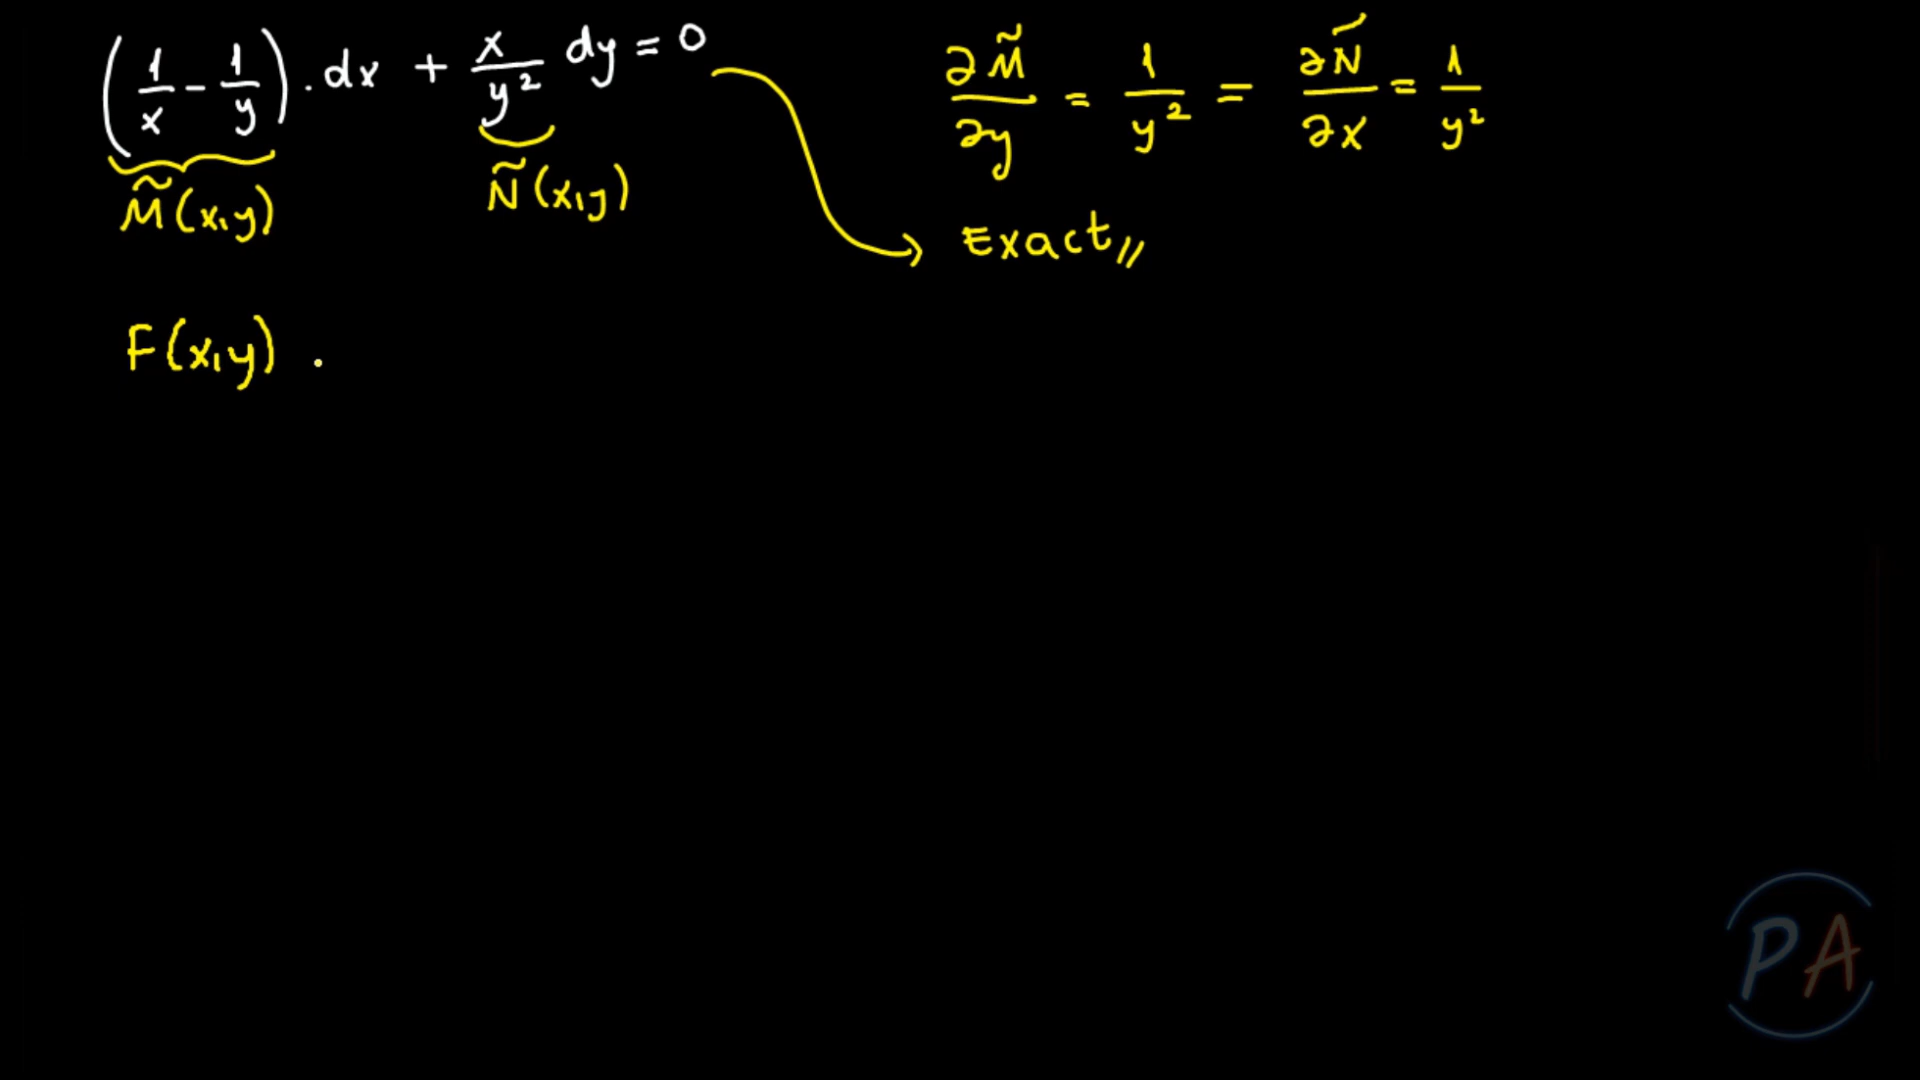 (1/x - 1/y) . dx + x/y² dy = 0
∂M̃/∂y = 1/y² = ∂Ñ/∂x = 1/y²
M̃(x,y) Ñ(x,y)
Exact//
F(x,y) .
PA